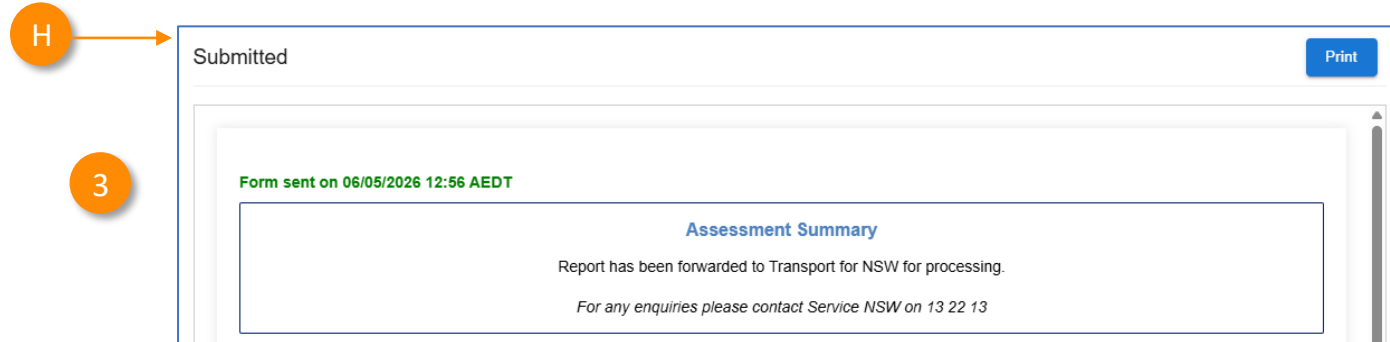 H
Submitted
Print
3
Form sent on 06/05/2026 12:56 AEDT
Assessment Summary
Report has been forwarded to Transport for NSW for processing.
For any enquiries please contact Service NSW on 13 22 13